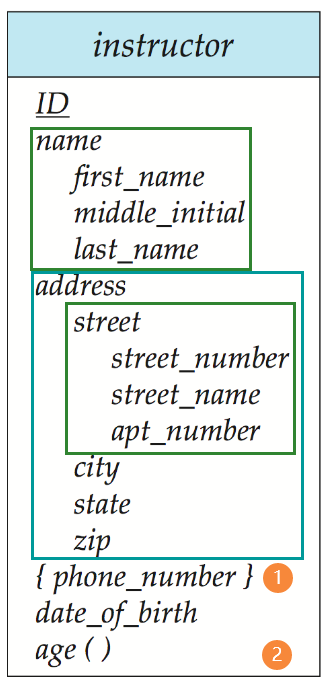 instructor
ID
name
first_name
middle_initial
last_name
address
street
street_number
street_name
apt_number
city
state
zip
{ phone_number } 1
date_of_birth
age ( ) 2